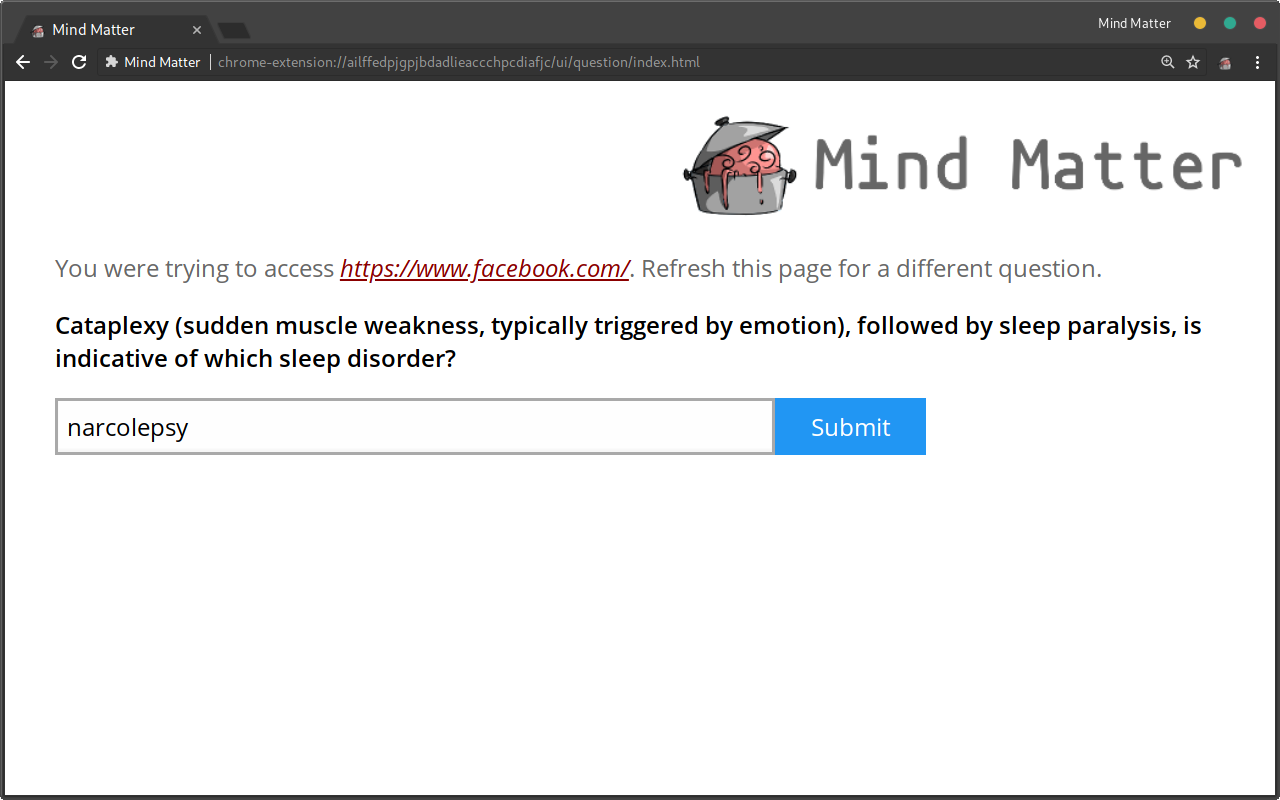 Mind Matter
Mind Matter
Mind Matter chrome-extension://ailffedpjgpjbdadlieaccchpcdiafjc/ui/question/index.html
Mind Matter
You were trying to access https://www.facebook.com/. Refresh this page for a different question.
Cataplexy (sudden muscle weakness, typically triggered by emotion), followed by sleep paralysis, is
indicative of which sleep disorder?
narcolepsy
Submit